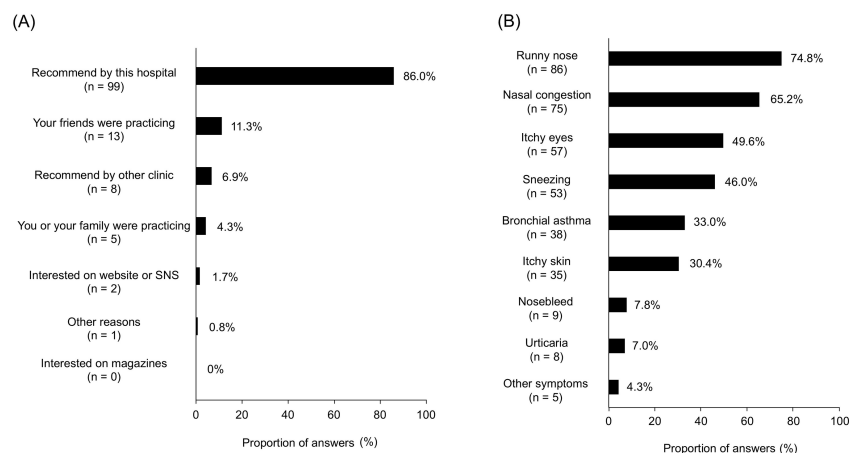 (A)
Recommend by this hospital
(n = 99)
86.0%
Your friends were practicing
(n = 13)
11.3%
Recommend by other clinic
(n = 8)
6.9%
You or your family were practicing
(n = 5)
4.3%
Interested on website or SNS
(n = 2)
1.7%
Other reasons
(n = 1)
0.8%
Interested on magazines
(n = 0)
0%
0 20 40 60 80 100
Proportion of answers (%)
(B)
Runny nose
(n = 86)
74.8%
Nasal congestion
(n = 75)
65.2%
Itchy eyes
(n = 57)
49.6%
Sneezing
(n = 53)
46.0%
Bronchial asthma
(n = 38)
33.0%
Itchy skin
(n = 35)
30.4%
Nosebleed
(n = 9)
7.8%
Urticaria
(n = 8)
7.0%
Other symptoms
(n = 5)
4.3%
0 20 40 60 80 100
Proportion of answers (%)